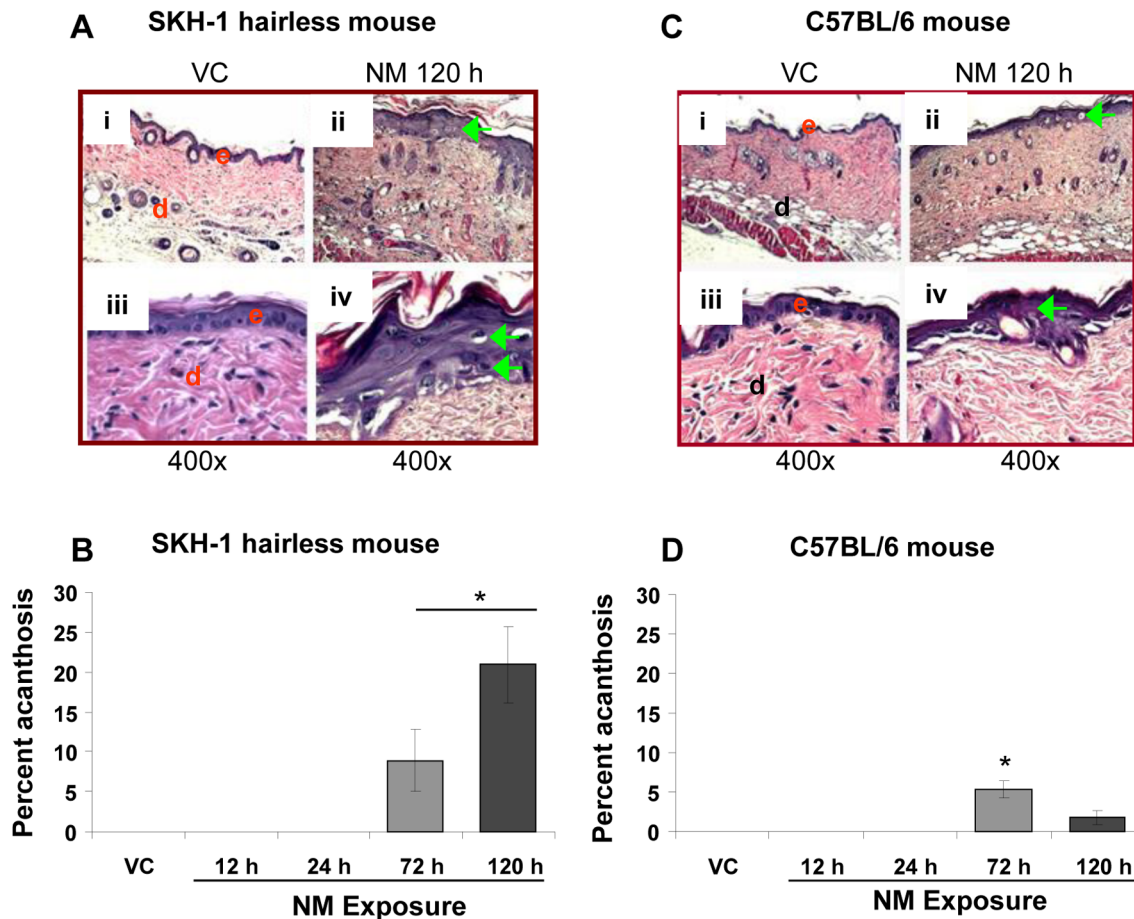 A
SKH-1 hairless mouse
VC
NM 120 h
i
e
d
ii
iii
e
d
iv
400x
400x
C
C57BL/6 mouse
VC
NM 120 h
i
e
d
ii
iii
e
d
iv
400x
400x
B
SKH-1 hairless mouse
Percent acanthosis
30
25
20
15
10
5
0
*
VC
12 h
24 h
72 h
120 h
NM Exposure
D
C57BL/6 mouse
Percent acanthosis
30
25
20
15
10
5
0
*
VC
12 h
24 h
72 h
120 h
NM Exposure